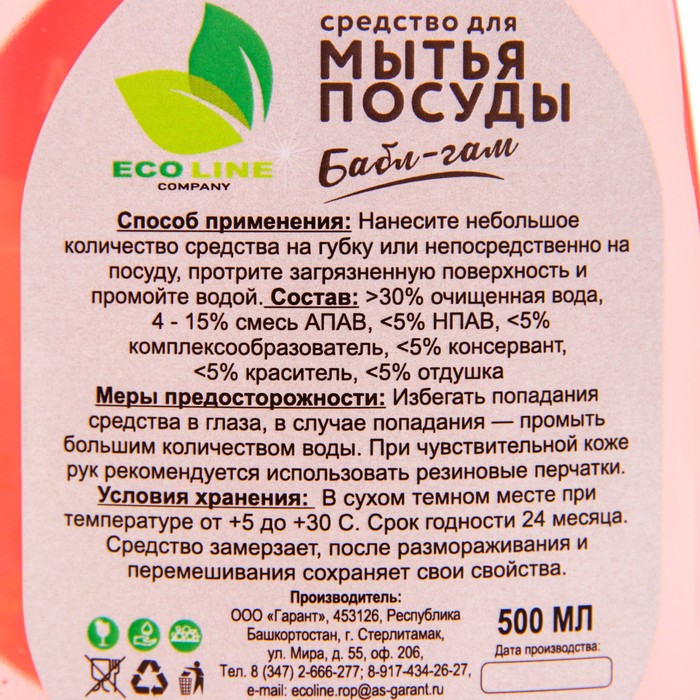 ECO LINE
COMPANY
средство для
МЫТЬЯ
ПОСУДЫ
Бабл-гам
Способ применения: Нанесите небольшое
количество средства на губку или непосредственно на
посуду, протрите загрязненную поверхность и
промойте водой. Состав: >30% очищенная вода,
4 - 15% смесь АПАВ, <5% НПАВ, <5%
комплексообразователь, <5% консервант,
<5% краситель, <5% отдушка
Меры предосторожности: Избегать попадания
средства в глаза, в случае попадания — промыть
большим количеством воды. При чувствительной коже
рук рекомендуется использовать резиновые перчатки.
Условия хранения: В сухом темном месте при
температуре от +5 до +30 С. Срок годности 24 месяца.
Средство замерзает, после размораживания и
перемешивания сохраняет свои свойства.
Производитель:
ООО «Гарант», 453126, Республика
Башкортостан, г. Стерлитамак,
ул. Мира, д. 55, оф. 206,
Тел. 8 (347) 2-666-277; 8-917-434-26-27,
e-mail: ecoline.rop@as-garant.ru
500 МЛ
Дата производства: